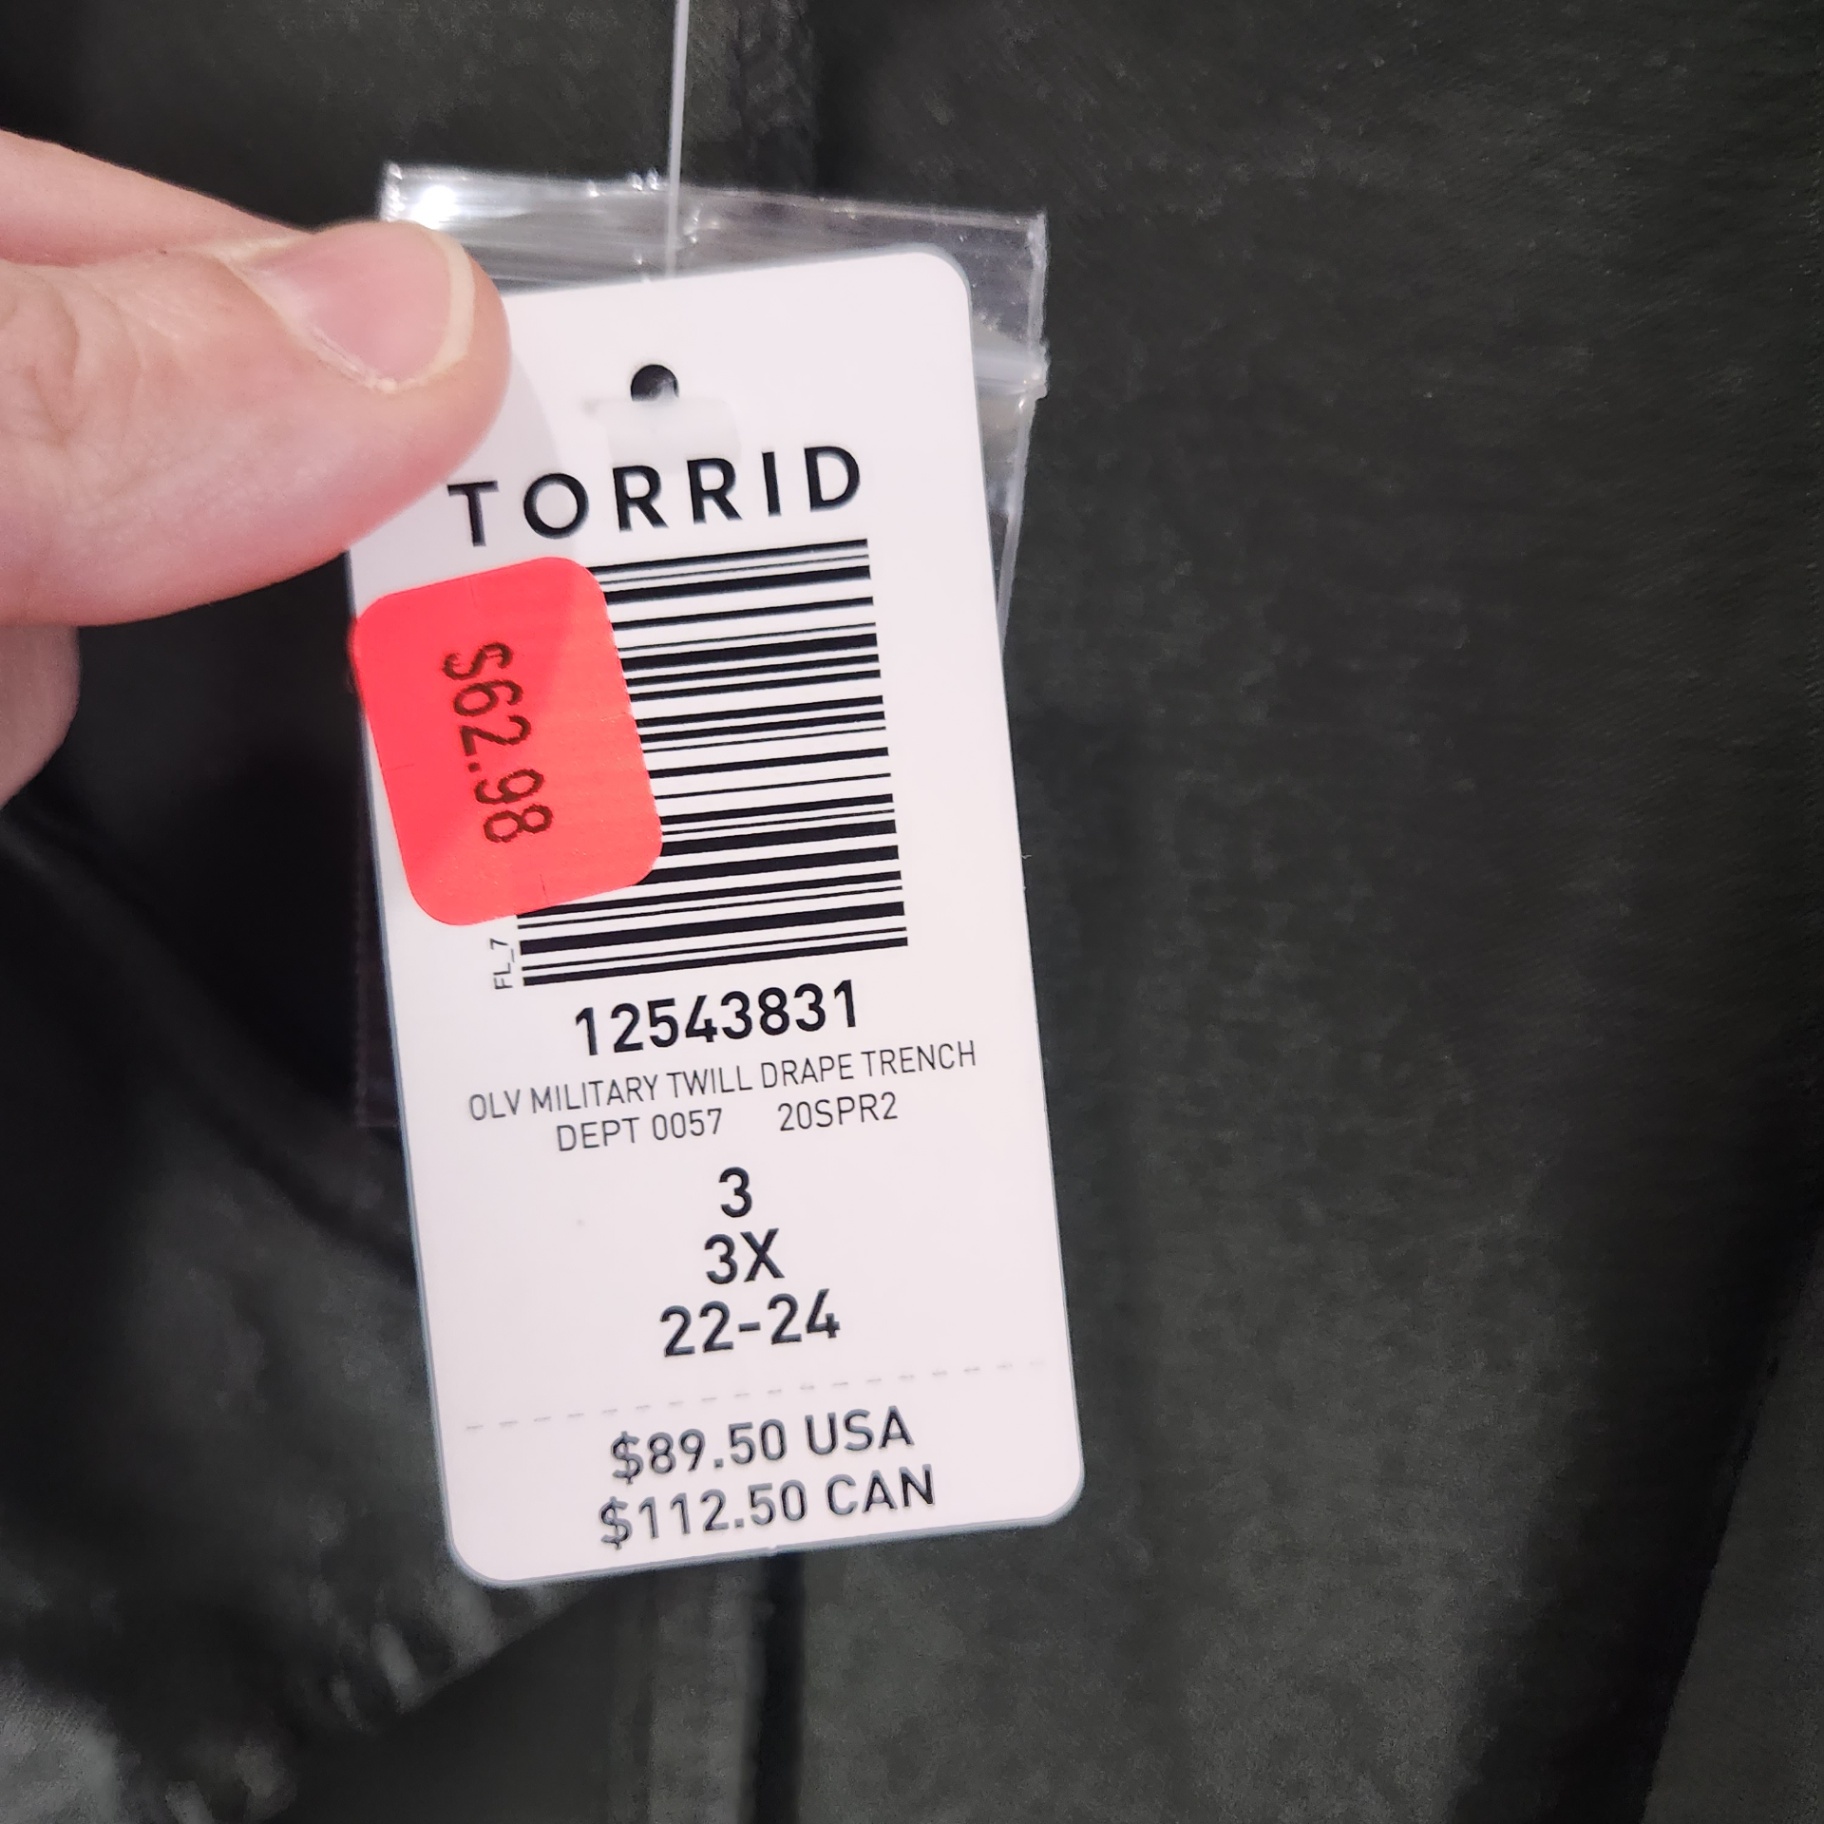 TORRID
$62.98
FL_7
12543831
OLV MILITARY TWILL DRAPE TRENCH
DEPT 0057 20SPR2
3
3X
22-24
$89.50 USA
$112.50 CAN